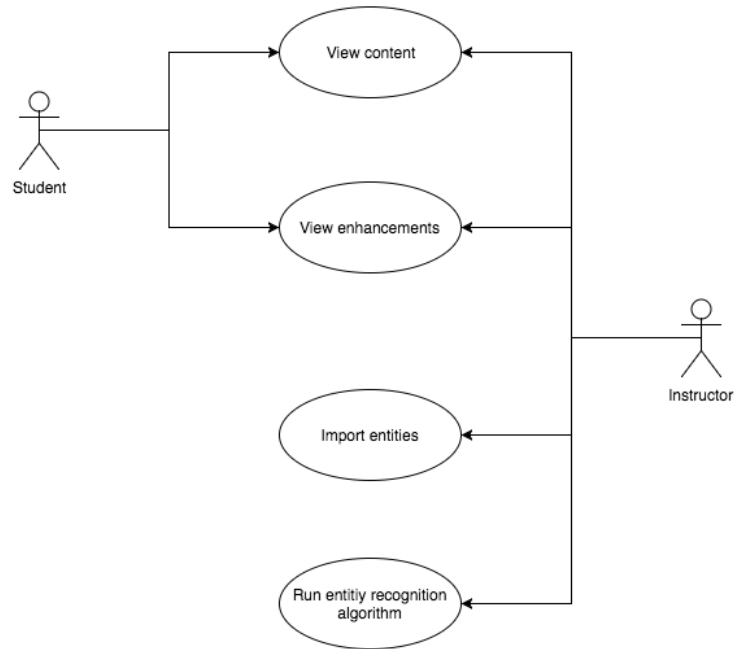 View content
Student
View enhancements
Instructor
Import entities
Run entitiy recognition
algorithm